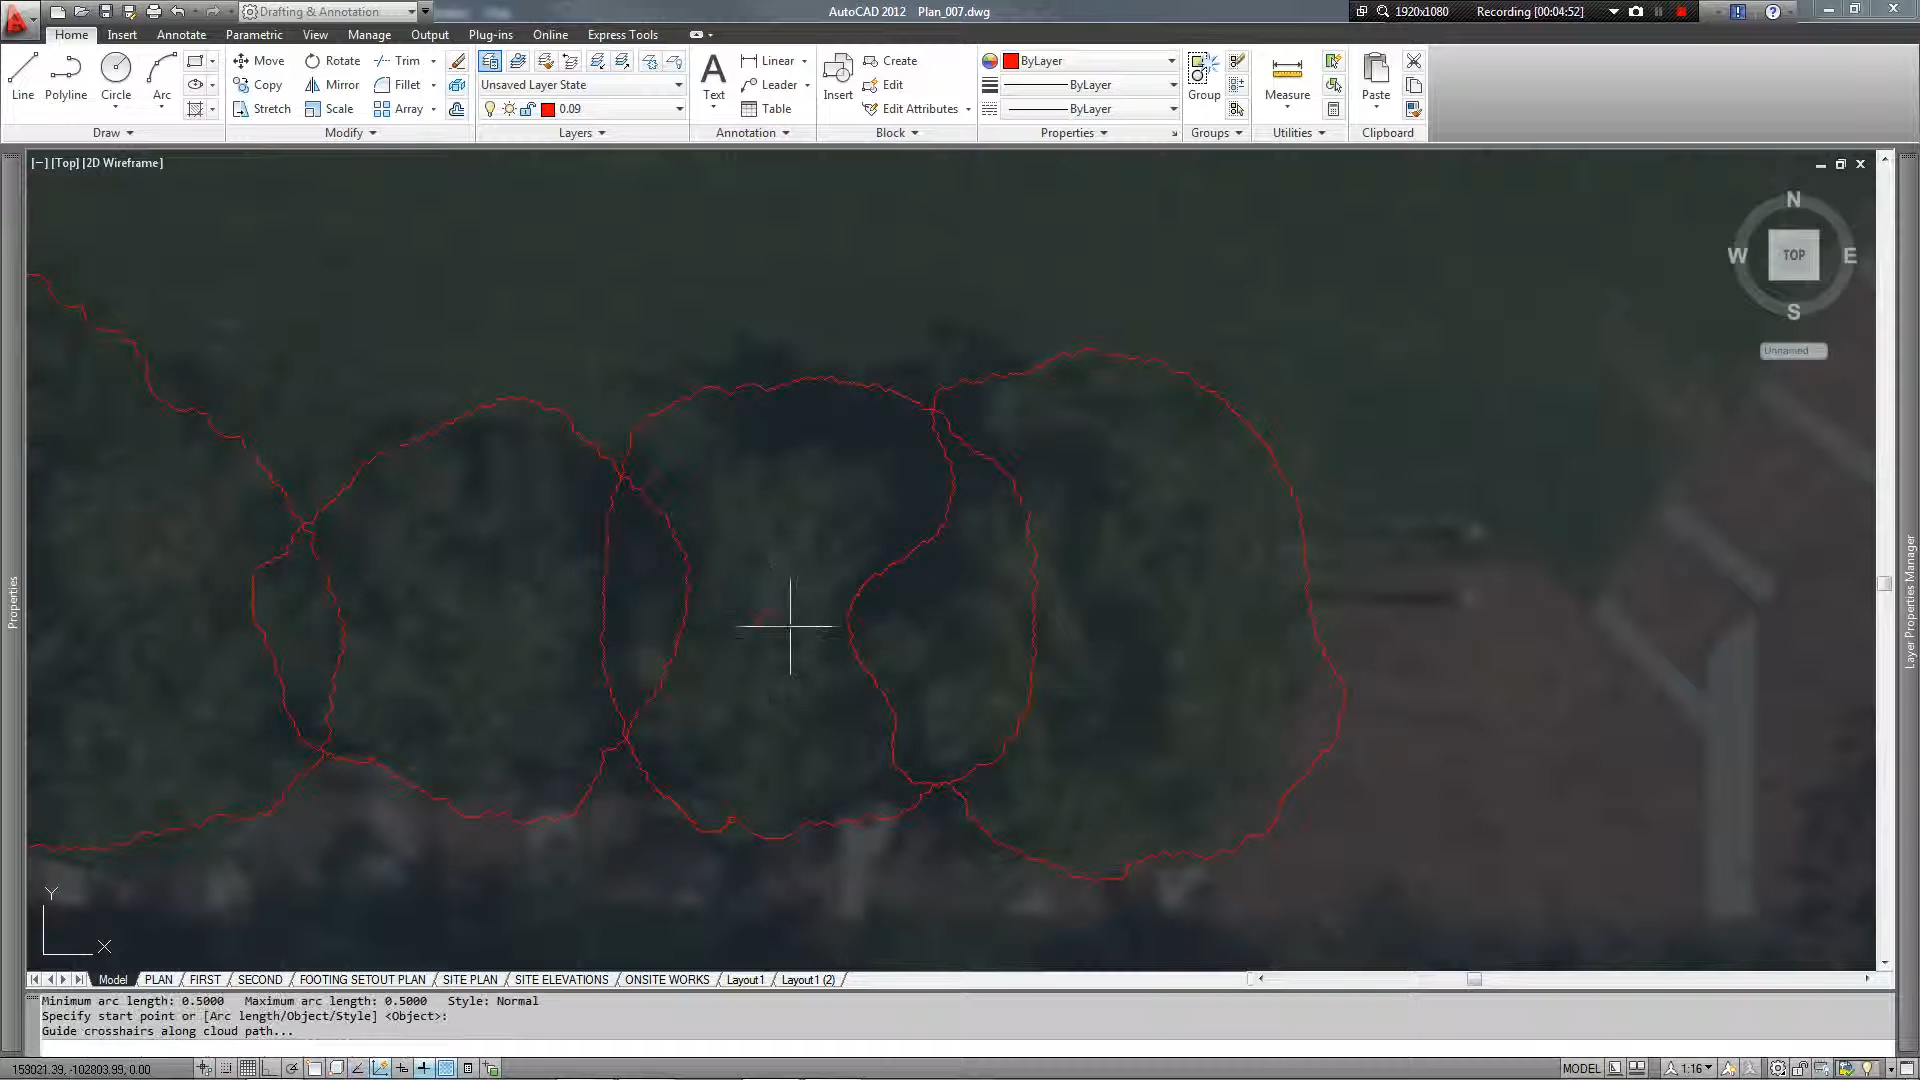 Drafting & Annotation
AutoCAD 2012 Plan_007.dwg
1920x1080
Recording [00:04:52]
Home Insert Annotate Parametric View Manage Output Plug-ins Online Express Tools
Line
Polyline
Circle
Arc
Draw
Move
Rotate
Trim
Copy
Mirror
Fillet
Stretch
Scale
Array
Modify
Unsaved Layer State
0.09
Layers
A
Text
Linear
Leader
Table
Annotation
Insert
Create
Edit
Edit Attributes
Block
ByLayer
ByLayer
ByLayer
Properties
Group
Groups
Measure
Utilities
Paste
Clipboard
[−] [Top] [2D Wireframe]
N
W
TOP
E
S
Unnamed
Properties
Layer Properties Manager
Y
X
Model PLAN FIRST SECOND FOOTING SETOUT PLAN SITE PLAN SITE ELEVATIONS ONSITE WORKS Layout1 Layout1 (2)
Minimum arc length: 0.5000 Maximum arc length: 0.5000 Style: Normal
Specify start point or [Arc length/Object/Style] <Object>:
Guide crosshairs along cloud path...
159021.39, -102803.99, 0.00
MODEL
1:16